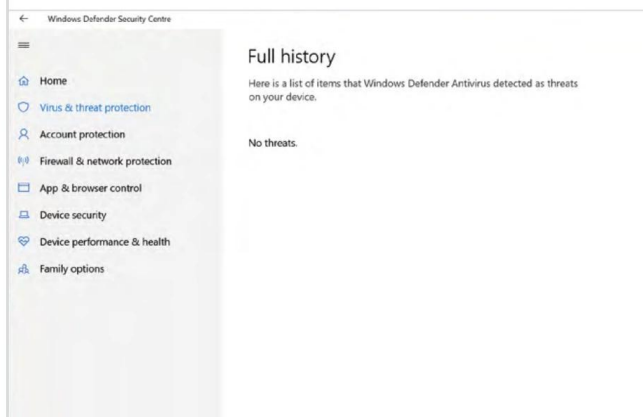 Windows Defender Security Centre
Home
Virus & threat protection
Account protection
Firewall & network protection
App & browser control
Device security
Device performance & health
Family options
Full history
Here is a list of items that Windows Defender Antivirus detected as threats
on your device.
No threats.